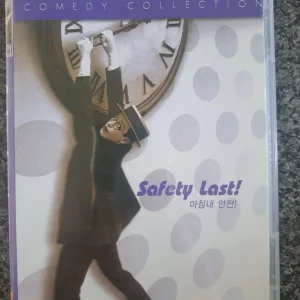 COMEDY COLLECTION
Safety Last!
마침내 안전!